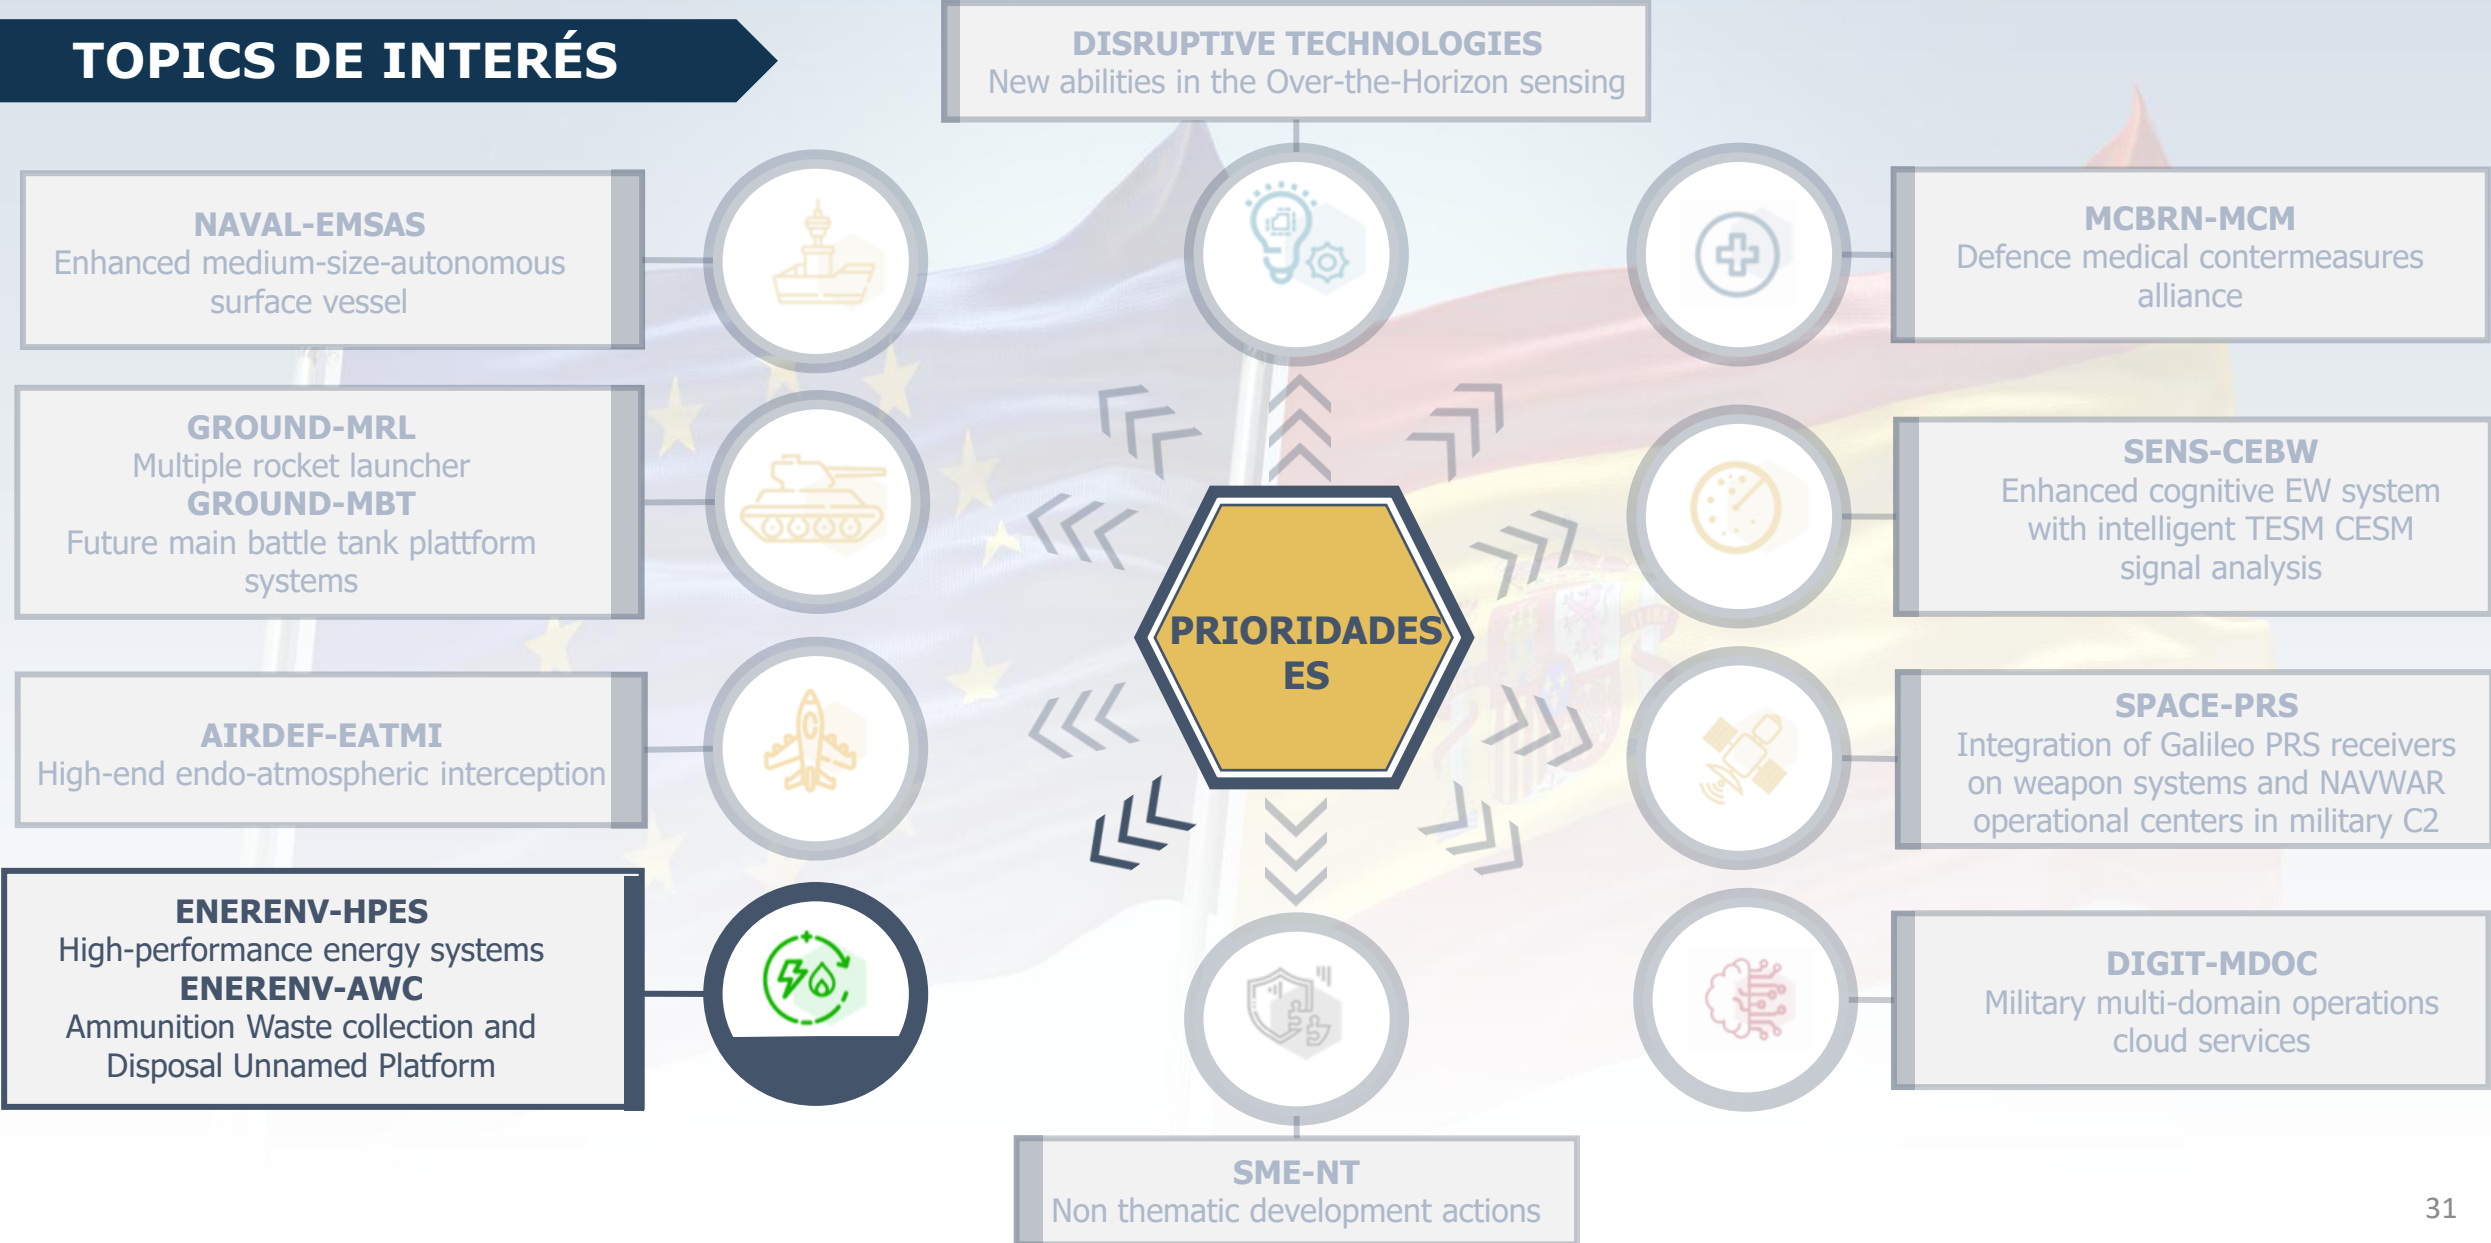 TOPICS DE INTERÉS
DISRUPTIVE TECHNOLOGIES
New abilities in the Over-the-Horizon sensing
NAVAL-EMSAS
Enhanced medium-size-autonomous
surface vessel
GROUND-MRL
Multiple rocket launcher
GROUND-MBT
Future main battle tank plattform
systems
AIRDEF-EATMI
High-end endo-atmospheric interception
ENERENV-HPES
High-performance energy systems
ENERENV-AWC
Ammunition Waste collection and
Disposal Unnamed Platform
PRIORIDADES
ES
MCBRN-MCM
Defence medical contermeasures
alliance
SENS-CEBW
Enhanced cognitive EW system
with intelligent TESM CESM
signal analysis
SPACE-PRS
Integration of Galileo PRS receivers
on weapon systems and NAVWAR
operational centers in military C2
DIGIT-MDOC
Military multi-domain operations
cloud services
SME-NT
Non thematic development actions
31